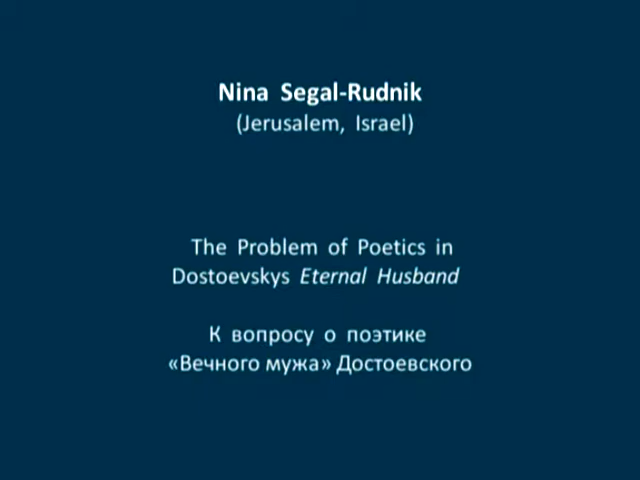 Nina Segal-Rudnik
(Jerusalem, Israel)
The Problem of Poetics in
Dostoevskys Eternal Husband
К вопросу о поэтике
«Вечного мужа» Достоевского